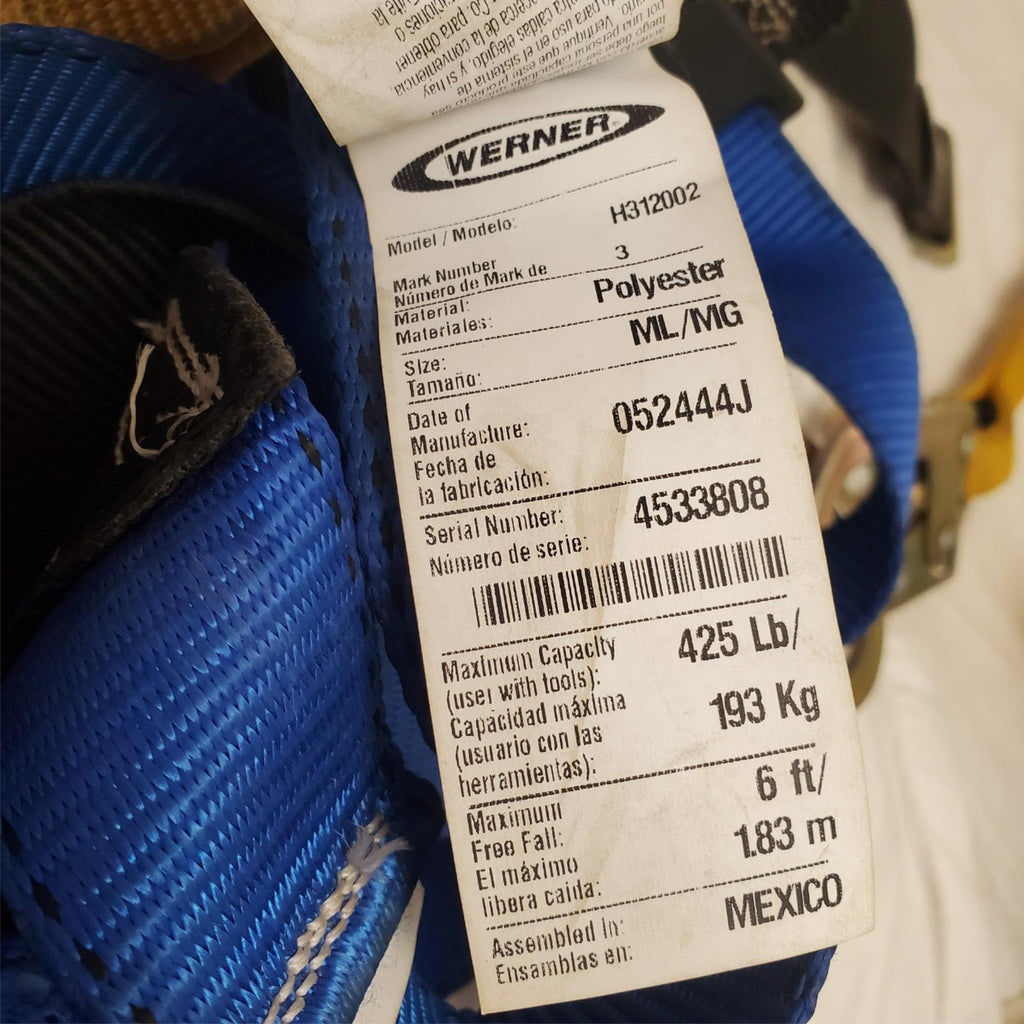 WERNER
Model / Modelo: H312002
Mark Number 3
Número de Mark de
Material: Polyester
Materiales:
Size: ML/MG
Tamaño:
Date of 052444J
Manufacture:
Fecha de
la fabricación:
Serial Number: 4533808
Número de serie:
Maximum Capacity 425 Lb/
(user with tools):
Capacidad máxima 193 Kg
(usuario con las
herramientas):
Maximum 6 ft/
Free Fall:
El máximo 1.83 m
libera caída:
Assembled In: MEXICO
Ensamblas en: